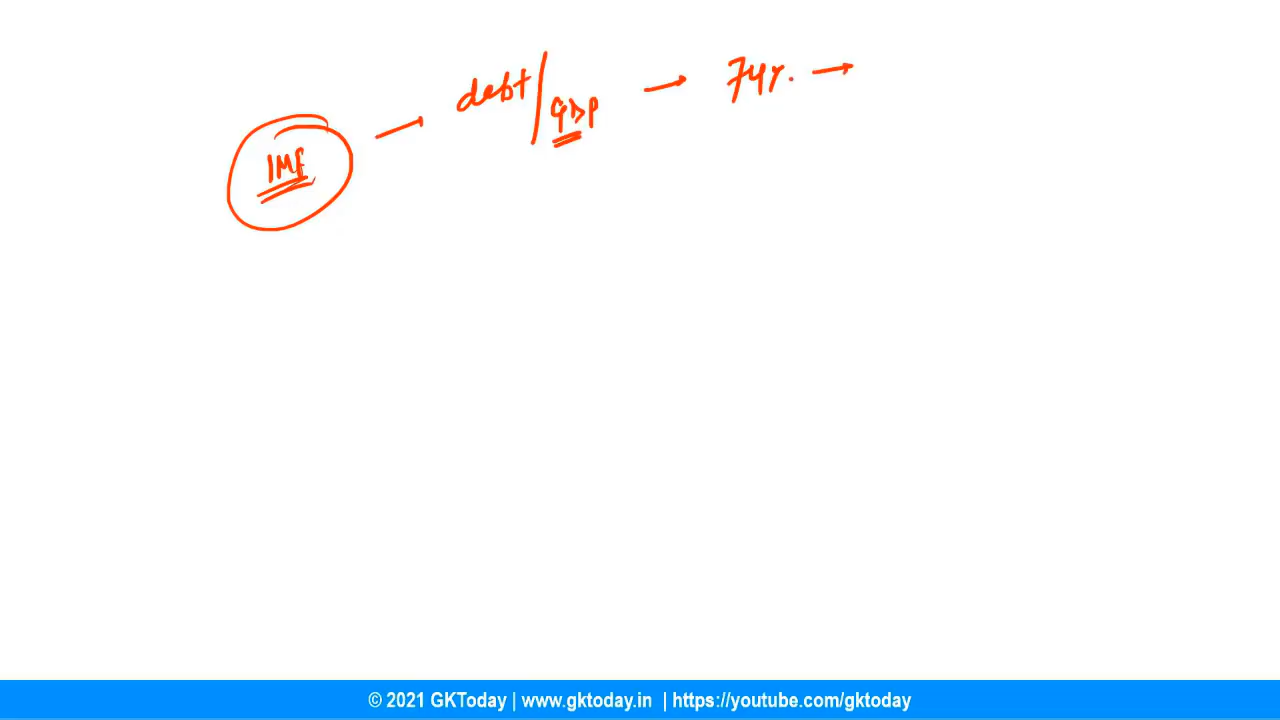 IMF → debt/GDP → 74%. →
© 2021 GKToday | www.gktoday.in | https://youtube.com/gktoday